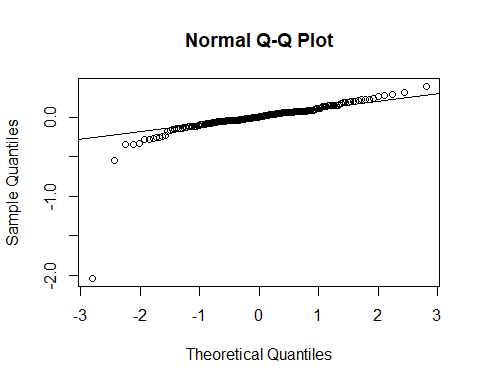 Normal Q-Q Plot
Sample Quantiles
0.0
-1.0
-2.0
-3 -2 -1 0 1 2 3
Theoretical Quantiles